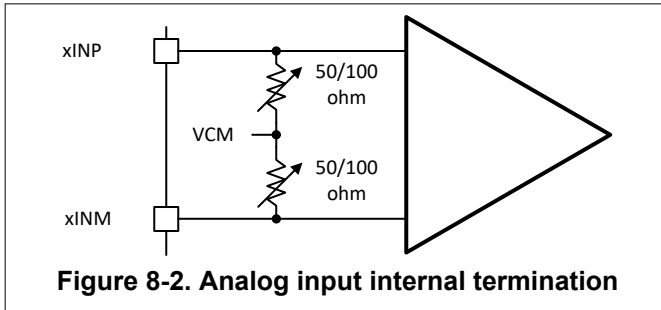 xINP
50/100
ohm
VCM
50/100
ohm
xINM
Figure 8-2. Analog input internal termination